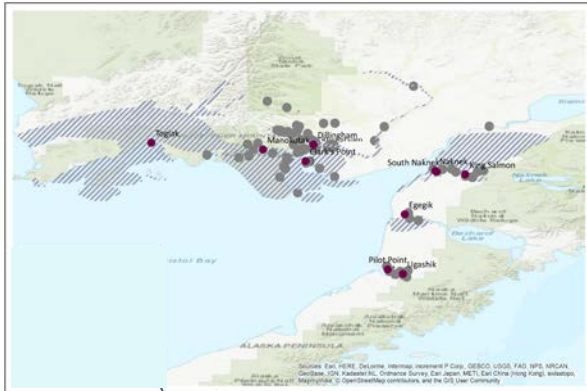 Togiak
Manokotak
Dillingham
Clark's Point
South Naknek
Naknek
King Salmon
Egegik
Becharof
Lake
Pilot Point
Ugashik
ALASKA PENINSULA
Sources: Esri, HERE, DeLorme, Intermap, increment P Corp., GEBCO, USGS, FAO, NPS, NRCAN,
GeoBase, IGN, Kadaster NL, Ordnance Survey, Esri Japan, METI, Esri China (Hong Kong), swisstopo,
MapmyIndia, © OpenStreetMap contributors, and the GIS User Community